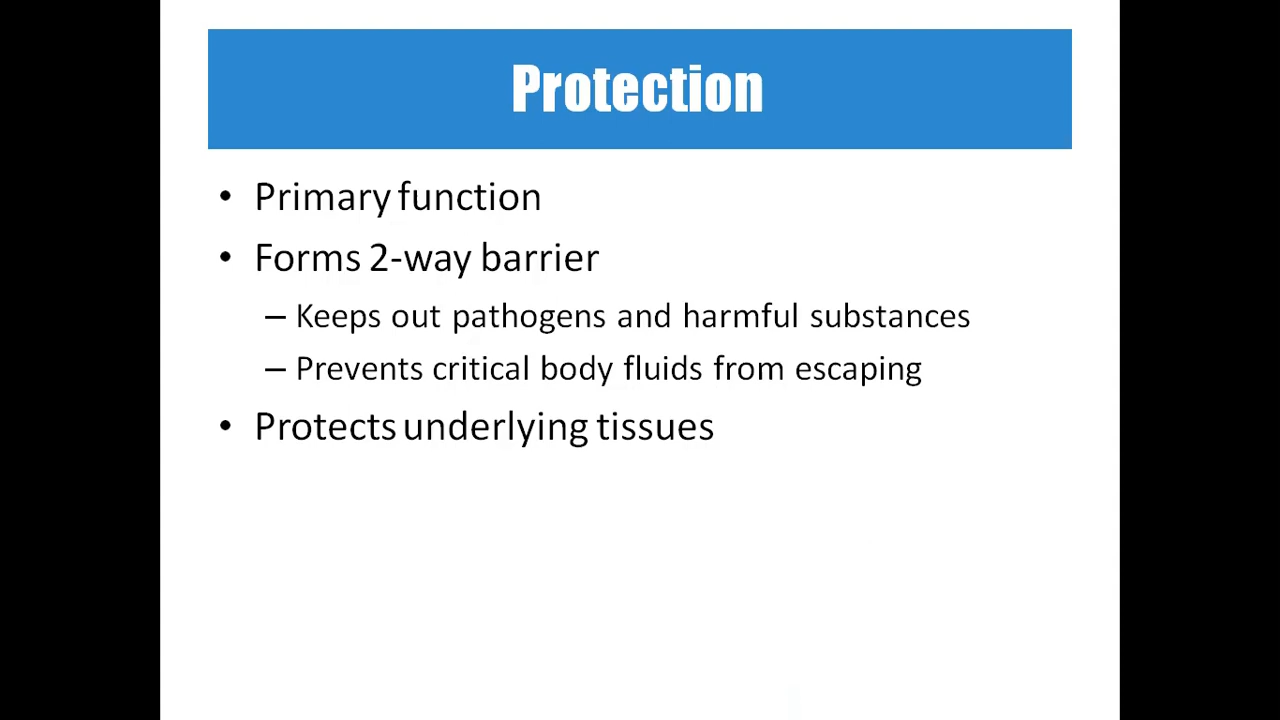 Protection
• Primary function
• Forms 2-way barrier
– Keeps out pathogens and harmful substances
– Prevents critical body fluids from escaping
• Protects underlying tissues